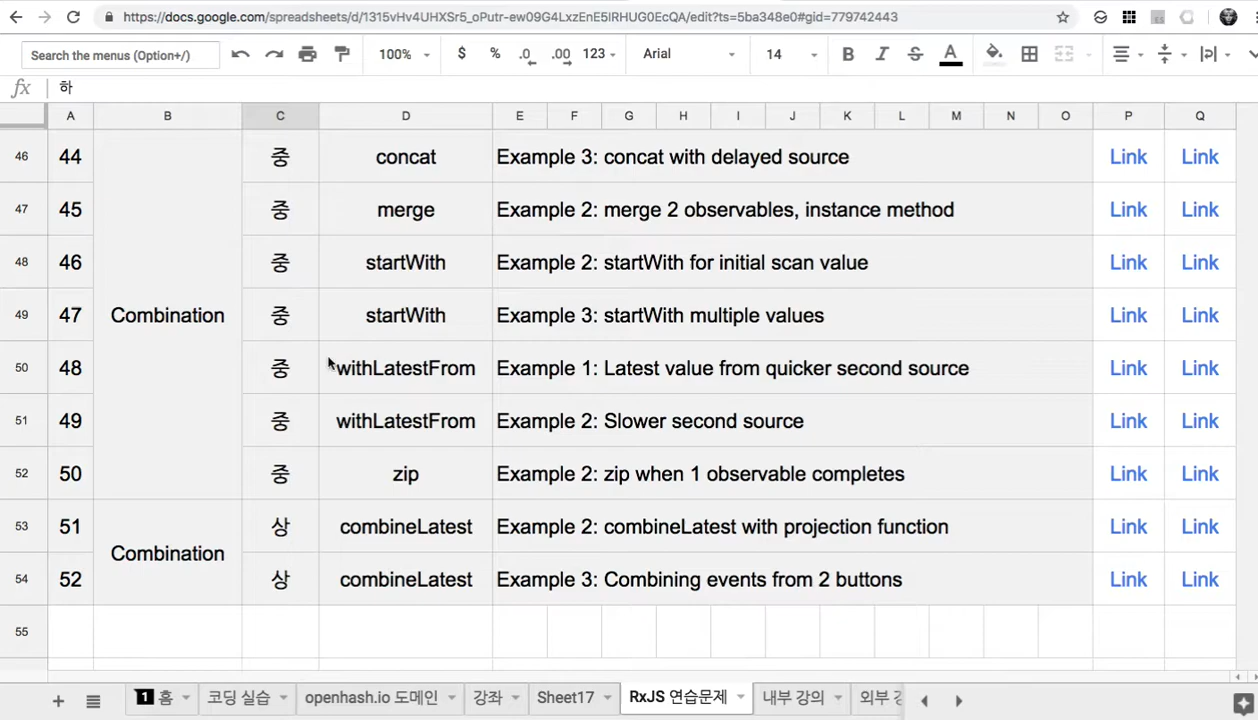 https://docs.google.com/spreadsheets/d/1315vHv4UHXSr5_oPutr-ew09G4LxzEnE5lRHUG0EcQA/edit?ts=5ba348e0#gid=779742443
Search the menus (Option+/) 100% $ % .0 .00 123 Arial 14 B I S A
fx 하
A B C D E F G H I J K L M N O P Q
46 44 중 concat Example 3: concat with delayed source Link Link
47 45 중 merge Example 2: merge 2 observables, instance method Link Link
48 46 중 startWith Example 2: startWith for initial scan value Link Link
49 47 Combination 중 startWith Example 3: startWith multiple values Link Link
50 48 중 withLatestFrom Example 1: Latest value from quicker second source Link Link
51 49 중 withLatestFrom Example 2: Slower second source Link Link
52 50 중 zip Example 2: zip when 1 observable completes Link Link
53 51 상 combineLatest Example 2: combineLatest with projection function Link Link
Combination
54 52 상 combineLatest Example 3: Combining events from 2 buttons Link Link
55
+ 1 홈 코딩 실습 openhash.io 도메인 강좌 Sheet17 RxJS 연습문제 내부 강의 외부